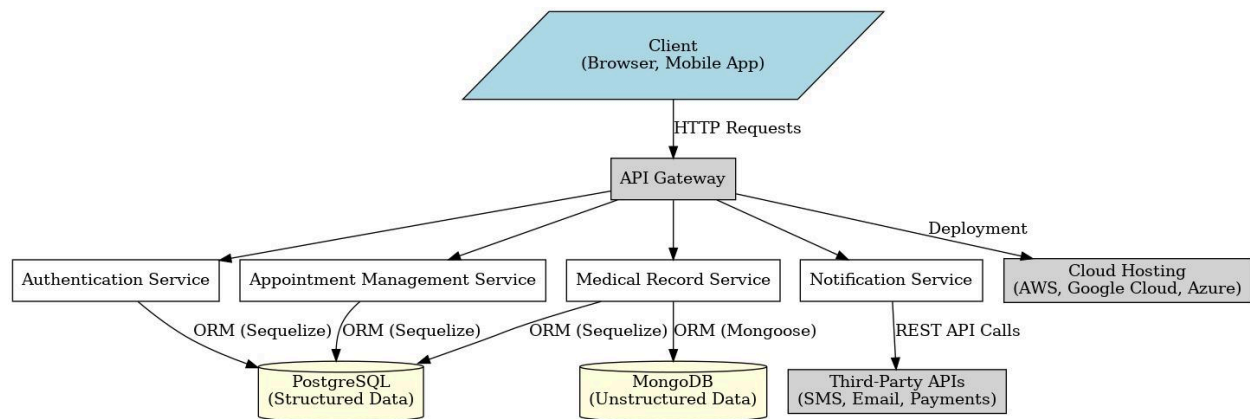 Client
(Browser, Mobile App)
HTTP Requests
API Gateway
Deployment
Authentication Service
Appointment Management Service
Medical Record Service
Notification Service
Cloud Hosting
(AWS, Google Cloud, Azure)
ORM (Sequelize)
ORM (Sequelize)
ORM (Sequelize)
ORM (Mongoose)
REST API Calls
PostgreSQL
(Structured Data)
MongoDB
(Unstructured Data)
Third-Party APIs
(SMS, Email, Payments)